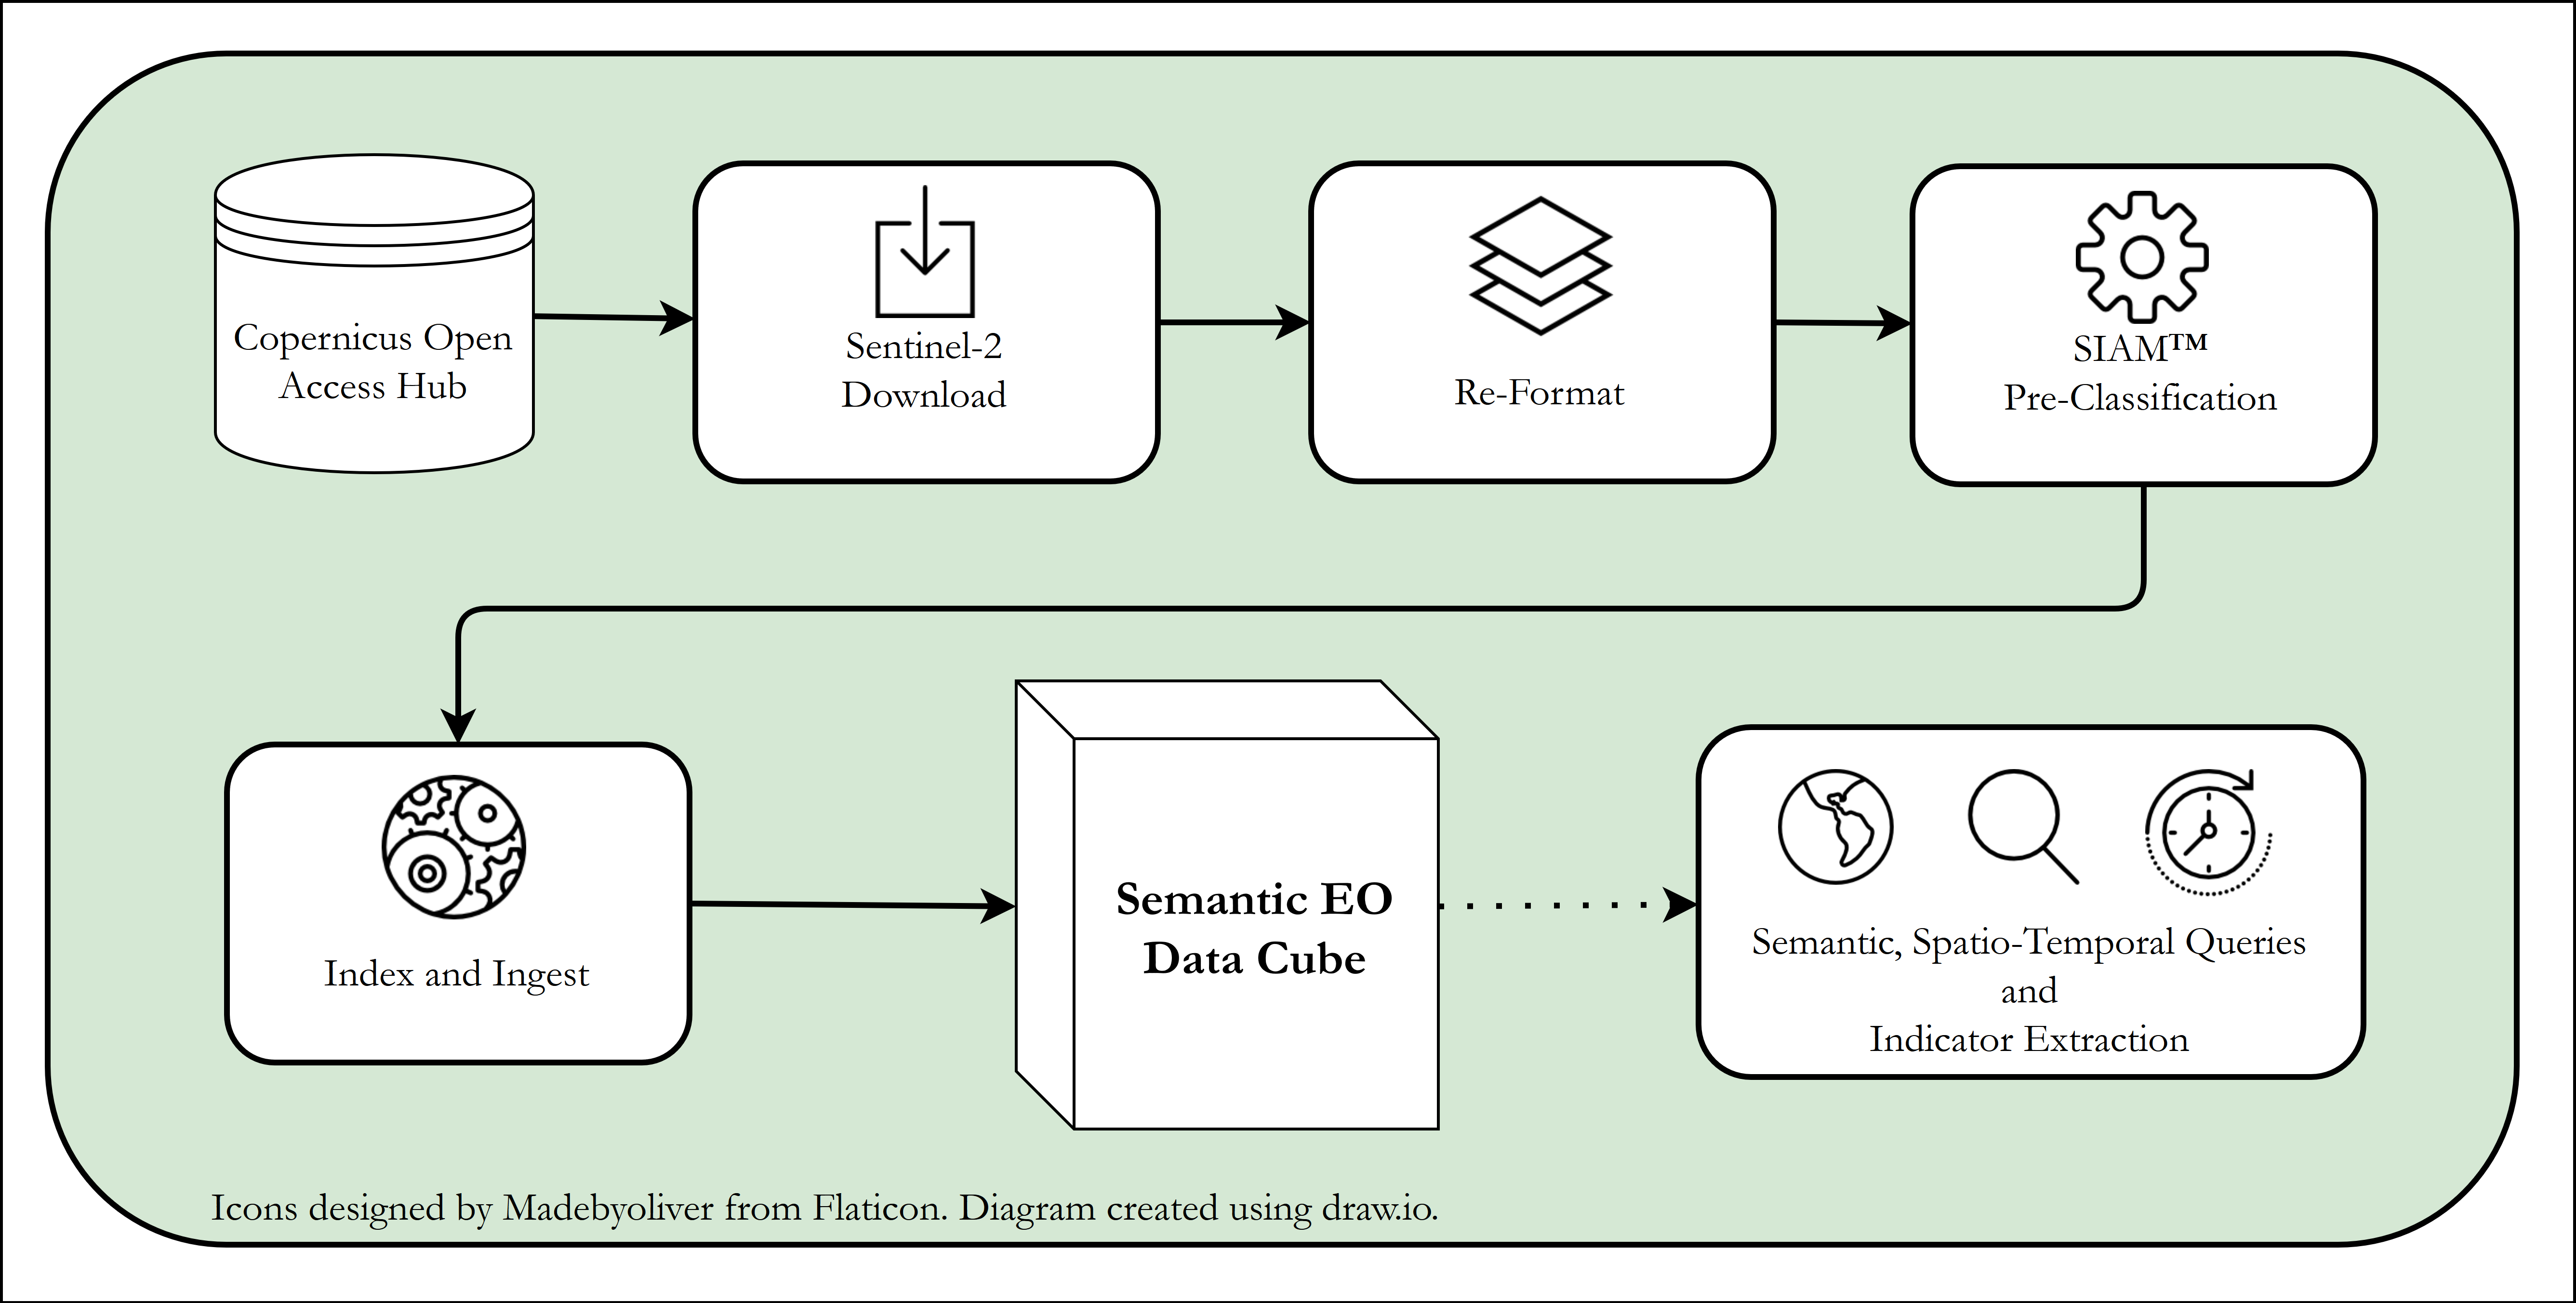 Copernicus Open
Access Hub
Sentinel-2
Download
Re-Format
SIAM™
Pre-Classification
Index and Ingest
Semantic EO
Data Cube
Semantic, Spatio-Temporal Queries
and
Indicator Extraction
Icons designed by Madebyoliver from Flaticon. Diagram created using draw.io.